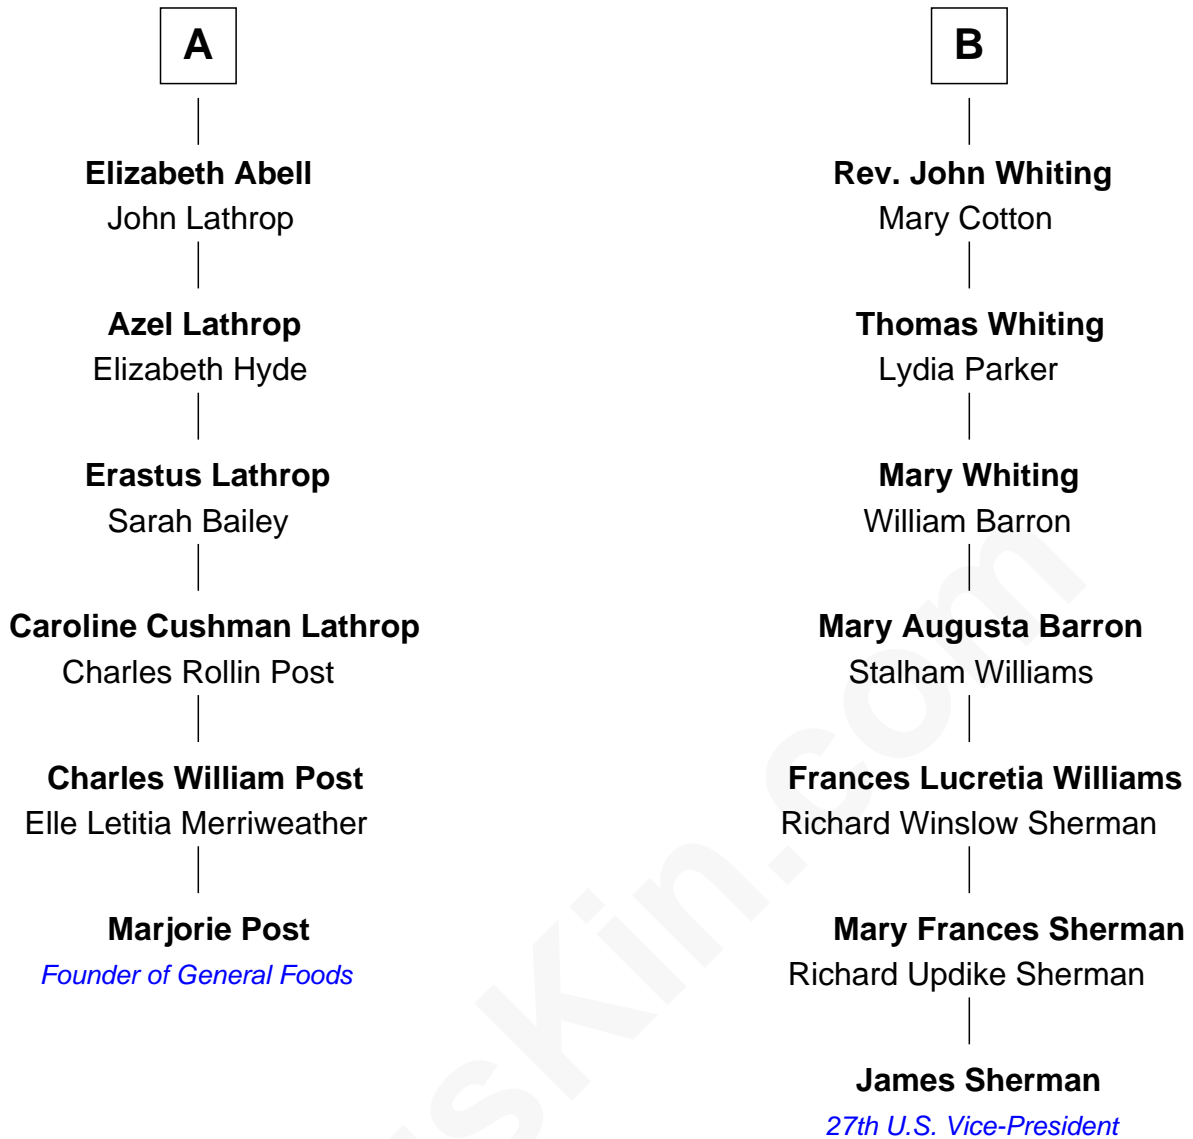 A
Elizabeth Abell
John Lathrop
Azel Lathrop
Elizabeth Hyde
Erastus Lathrop
Sarah Bailey
Caroline Cushman Lathrop
Charles Rollin Post
Charles William Post
Elle Letitia Merriweather
Marjorie Post
Founder of General Foods
B
Rev. John Whiting
Mary Cotton
Thomas Whiting
Lydia Parker
Mary Whiting
William Barron
Mary Augusta Barron
Stalham Williams
Frances Lucretia Williams
Richard Winslow Sherman
Mary Frances Sherman
Richard Updike Sherman
James Sherman
27th U.S. Vice-President